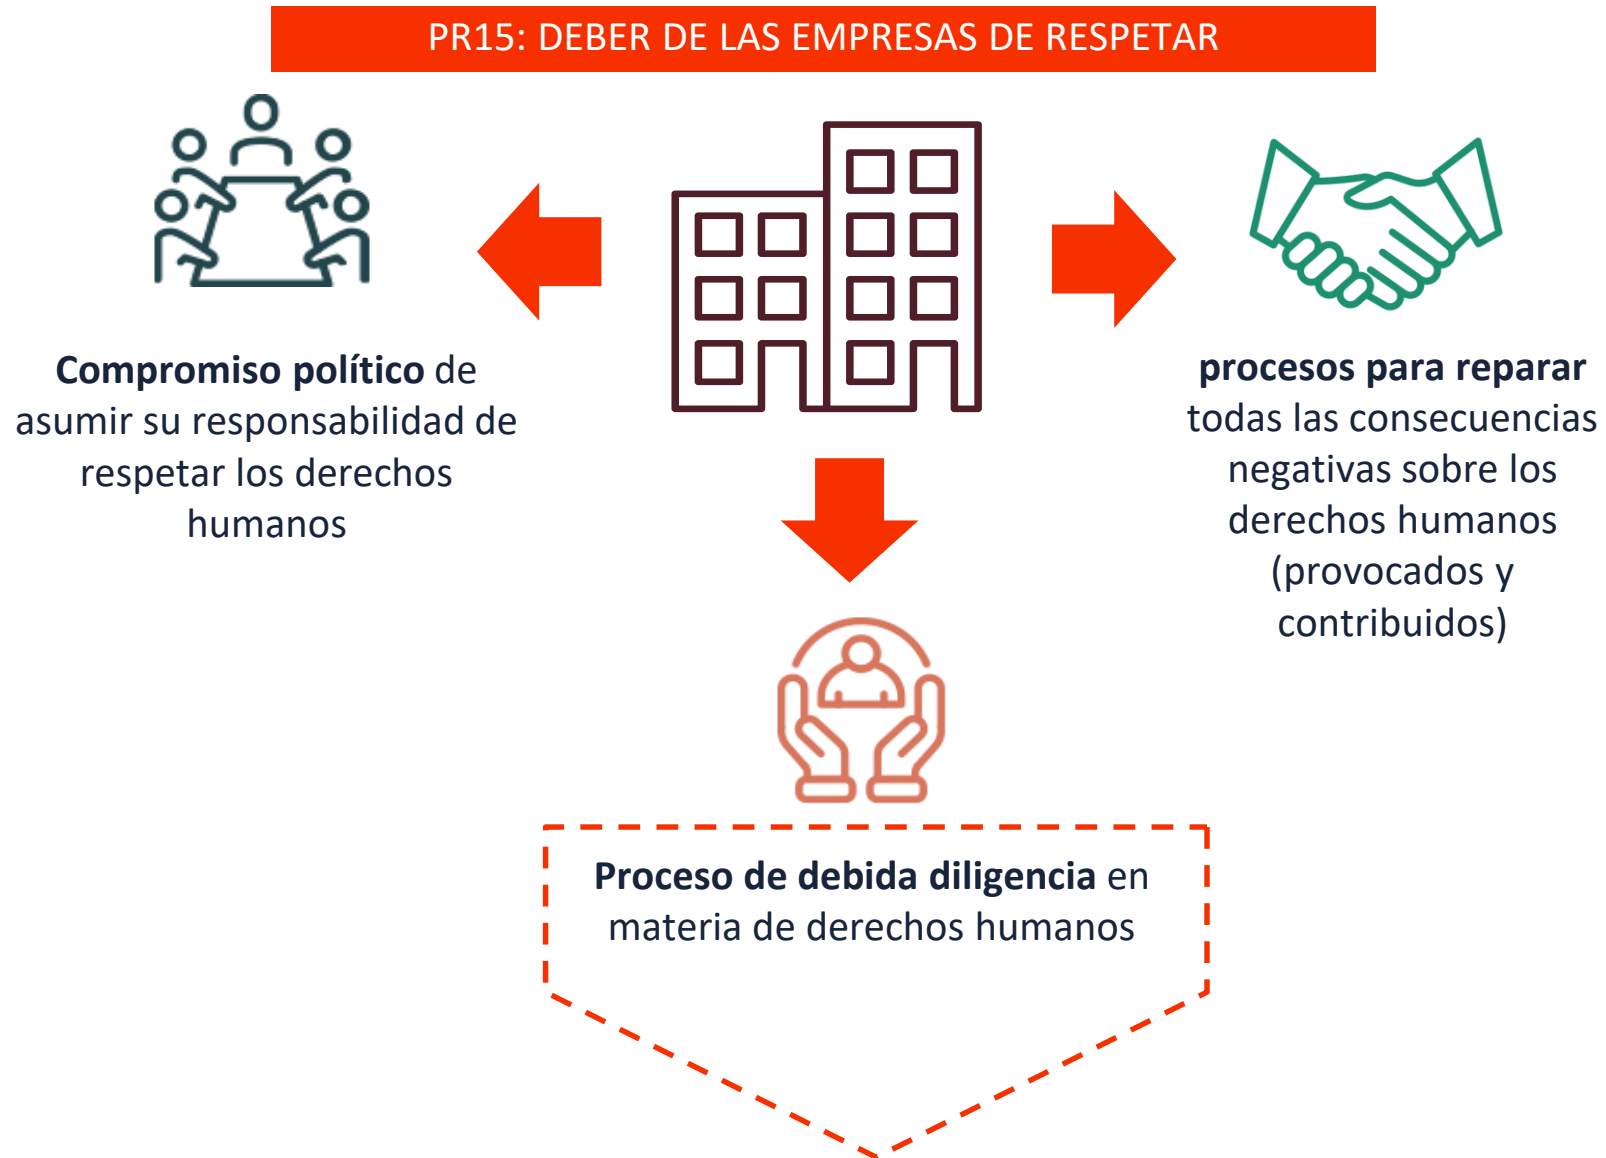 PR15: DEBER DE LAS EMPRESAS DE RESPETAR
Compromiso político de
asumir su responsabilidad de
respetar los derechos
humanos
procesos para reparar
todas las consecuencias
negativas sobre los
derechos humanos
(provocados y
contribuidos)
Proceso de debida diligencia en
materia de derechos humanos